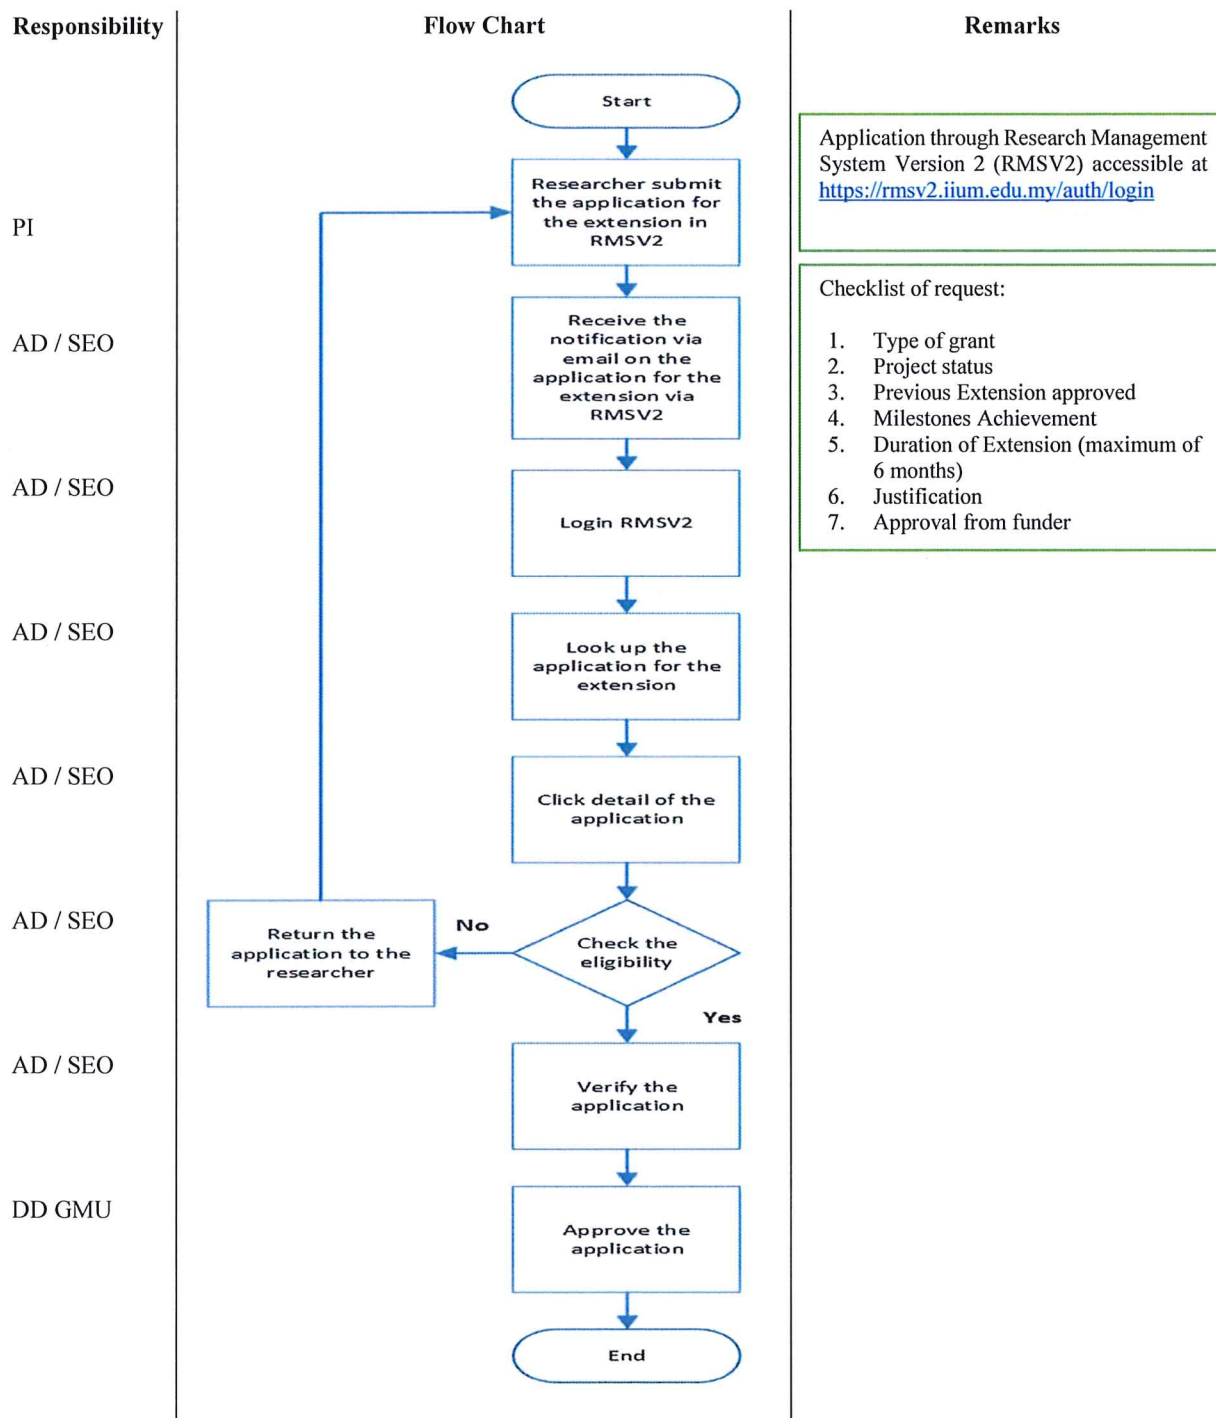 Responsibility
Flow Chart
Remarks
Start
Application through Research Management
System Version 2 (RMSV2) accessible at
https://rmsv2.iium.edu.my/auth/login
PI
Researcher submit
the application for
the extension in
RMSV2
Checklist of request:
1. Type of grant
2. Project status
3. Previous Extension approved
4. Milestones Achievement
5. Duration of Extension (maximum of
6 months)
6. Justification
7. Approval from funder
AD / SEO
Receive the
notification via
email on the
application for the
extension via
RMSV2
AD / SEO
Login RMSV2
AD / SEO
Look up the
application for the
extension
AD / SEO
Click detail of the
application
AD / SEO
Return the
application to the
researcher
No
Check the
eligibility
Yes
AD / SEO
Verify the
application
DD GMU
Approve the
application
End